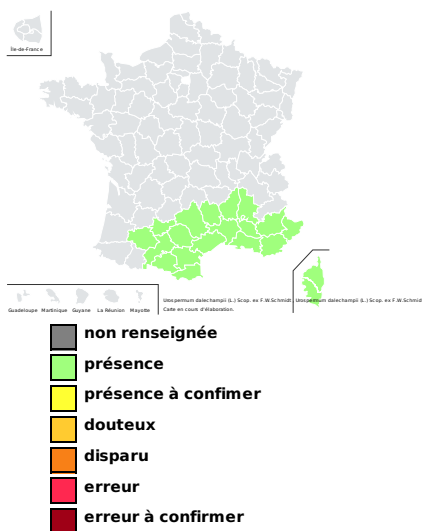 Île-de-France
Guadeloupe Martinique Guyane La Réunion Mayotte
Urospermum dalechampii (L.) Scop. ex F.W.Schmidt
Urospermum dalechampii (L.) Scop. ex F.W.Schmidt
Carte en cours d'élaboration.
non renseignée
présence
présence à confimer
douteux
disparu
erreur
erreur à confirmer